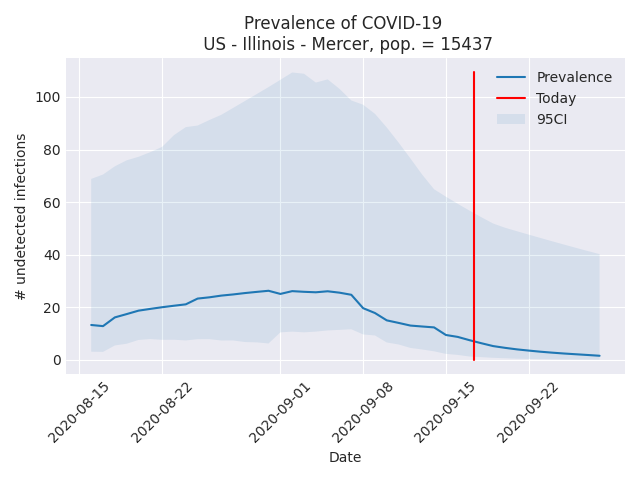 Prevalence of COVID-19
US - Illinois - Mercer, pop. = 15437
Prevalence
Today
95CI
# undetected infections
100
80
60
40
20
0
2020-08-15
2020-08-22
2020-09-01
2020-09-08
2020-09-15
2020-09-22
Date